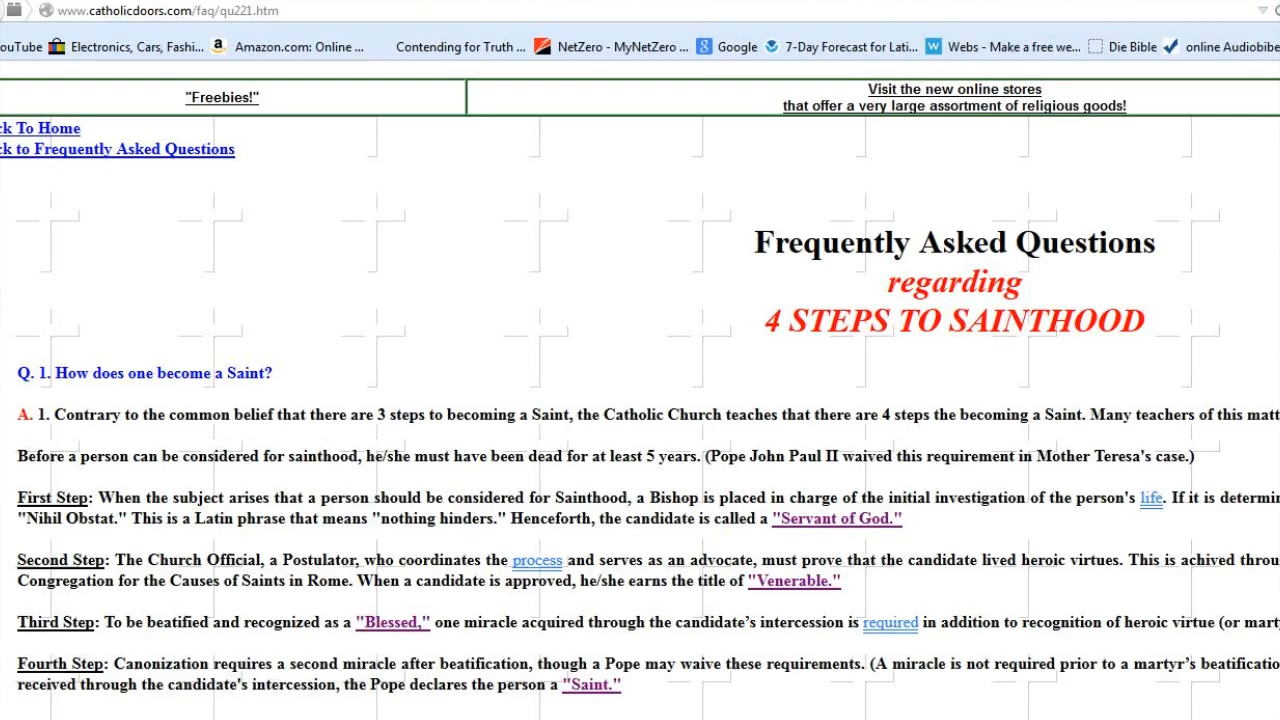 www.catholicdoors.com/faq/qu221.htm
ouTube Electronics, Cars, Fashi... Amazon.com: Online ... Contending for Truth ... NetZero - MyNetZero ... Google 7-Day Forecast for Lati... Webs - Make a free we... Die Bible online Audiobibe
"Freebies!"
Visit the new online stores
that offer a very large assortment of religious goods!
ck To Home
ck to Frequently Asked Questions
Frequently Asked Questions
regarding
4 STEPS TO SAINTHOOD
Q. 1. How does one become a Saint?
A. 1. Contrary to the common belief that there are 3 steps to becoming a Saint, the Catholic Church teaches that there are 4 steps the becoming a Saint. Many teachers of this matt
Before a person can be considered for sainthood, he/she must have been dead for at least 5 years. (Pope John Paul II waived this requirement in Mother Teresa's case.)
First Step: When the subject arises that a person should be considered for Sainthood, a Bishop is placed in charge of the initial investigation of the person's life. If it is determin
"Nihil Obstat." This is a Latin phrase that means "nothing hinders." Henceforth, the candidate is called a "Servant of God."
Second Step: The Church Official, a Postulator, who coordinates the process and serves as an advocate, must prove that the candidate lived heroic virtues. This is achived throu
Congregation for the Causes of Saints in Rome. When a candidate is approved, he/she earns the title of "Venerable."
Third Step: To be beatified and recognized as a "Blessed," one miracle acquired through the candidate's intercession is required in addition to recognition of heroic virtue (or marty
Fourth Step: Canonization requires a second miracle after beatification, though a Pope may waive these requirements. (A miracle is not required prior to a martyr's beatificatio
received through the candidate's intercession, the Pope declares the person a "Saint."